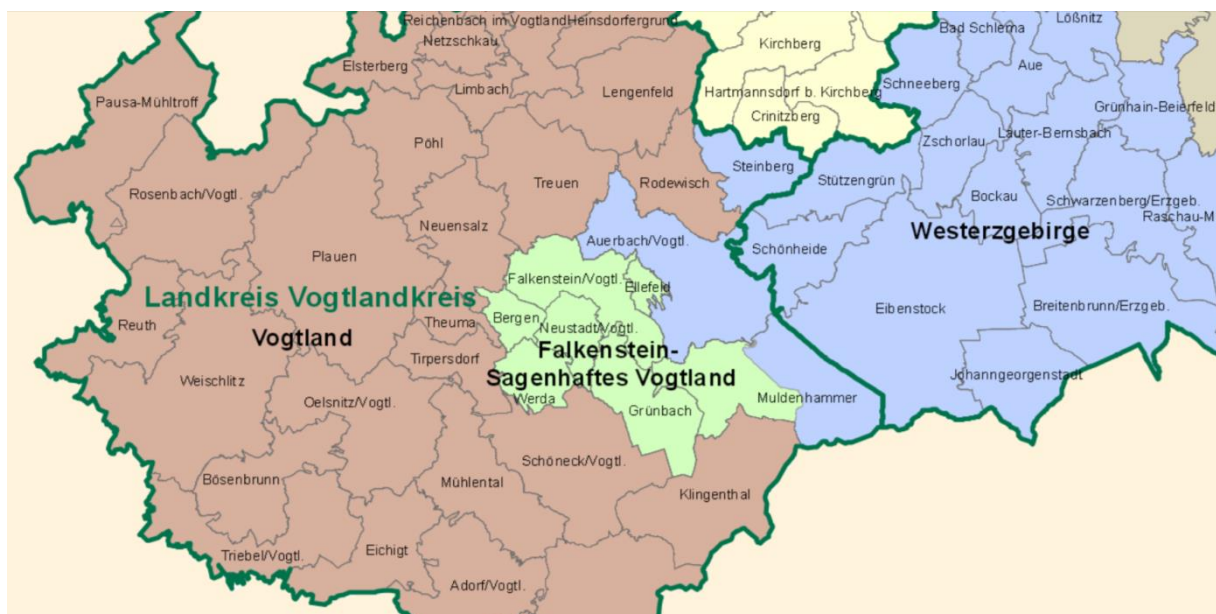 Reichenbach im Vogtland
Heinsdorfergrund
Netzschkau
Elsterberg
Limbach
Lengenfeld
Pausa-Mühltroff
Kirchberg
Hartmannsdorf b. Kirchberg
Crinitzberg
Bad Schlema
Lößnitz
Aue
Schneeberg
Grünhain-Beierfeld
Pöhl
Zschorlau
Lauter-Bernsbach
Steinberg
Rosenbach/Vogtl.
Treuen
Rodewisch
Stützengrün
Bockau
Schwarzenberg/Erzgeb.
Raschau-M
Neuensalz
Auerbach/Vogtl.
Schönheide
Westerzgebirge
Plauen
Falkenstein/Vogtl.
Ellefeld
Landkreis Vogtlandkreis
Eibenstock
Breitenbrunn/Erzgeb.
Reuth
Vogtland
Theuma
Bergen
Neustadt/Vogtl.
Falkenstein-
Sagenhaftes Vogtland
Tirpersdorf
Weischlitz
Johanngeorgenstadt
Oelsnitz/Vogtl.
Werda
Grünbach
Muldenhammer
Schöneck/Vogtl.
Bösenbrunn
Mühlental
Klingenthal
Triebel/Vogtl.
Eichigt
Adorf/Vogtl.